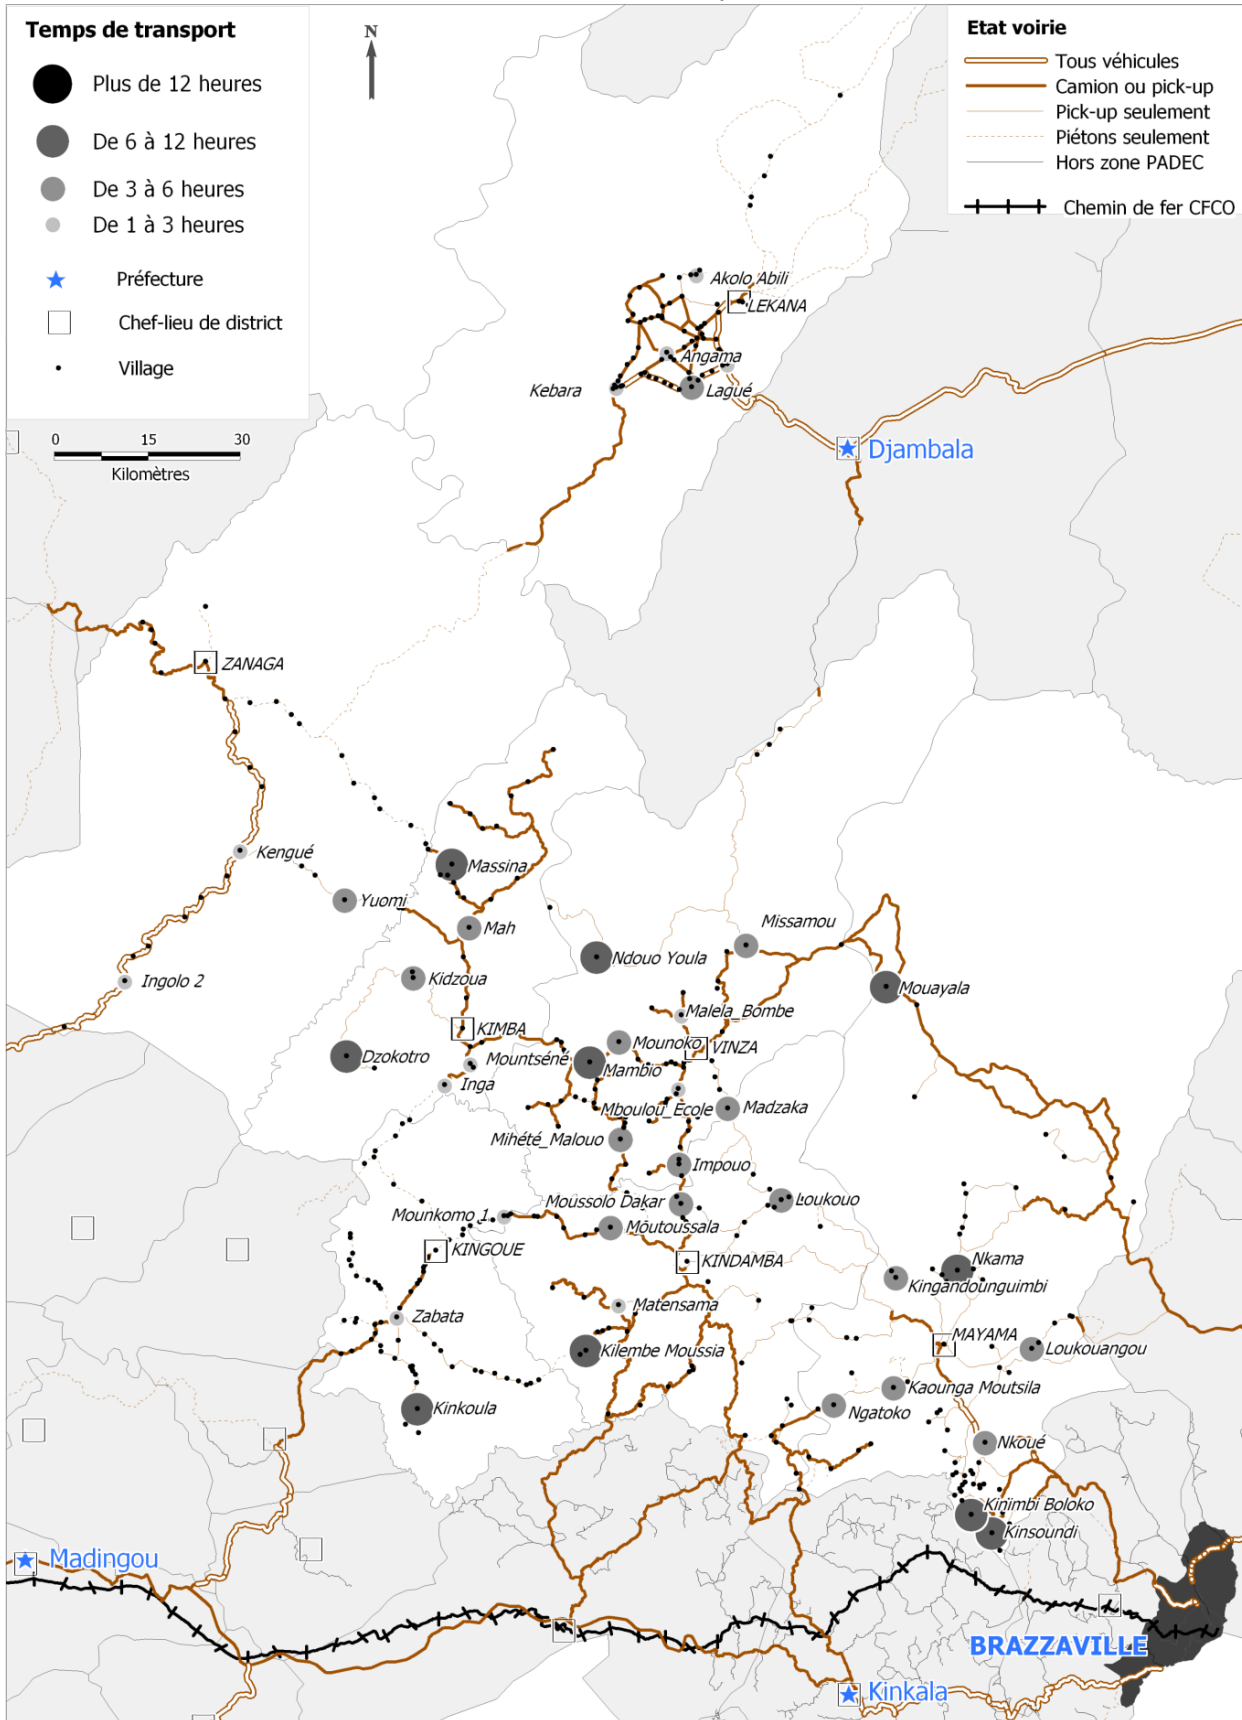 Temps de transport
Plus de 12 heures
De 6 à 12 heures
De 3 à 6 heures
De 1 à 3 heures
Préfecture
Chef-lieu de district
Village
0 15 30
Kilomètres
N
Etat voirie
Tous véhicules
Camion ou pick-up
Pick-up seulement
Piétons seulement
Hors zone PADEC
Chemin de fer CFCO
Akolo Abili
LEKANA
Angama
Kebara
Lagué
Djambala
ZANAGA
Kengué
Massina
Yuomi
Missamou
Mah
Ndouo Youla
Kidzoua
Ingolo 2
Mouayala
Malela_Bombe
KIMBA
Mounoko
VINZA
Dzokotro
Mountséné
Mambio
Inga
Mboulou_Ecole
Madzaka
Mihété_Malouo
Impouo
Moussolo Dakar
Loukouo
Mounkomo 1
Moutoussala
KINGOUE
KINDAMBA
Nkama
Kingandounguimbi
Matensama
Zabata
MAYAMA
Kilembe Moussia
Loukouangou
Kaounga Moutsila
Kinkoula
Ngatoko
Nkoué
Kinimbi Boloko
Kinsoundi
Madingou
BRAZZAVILLE
Kinkala